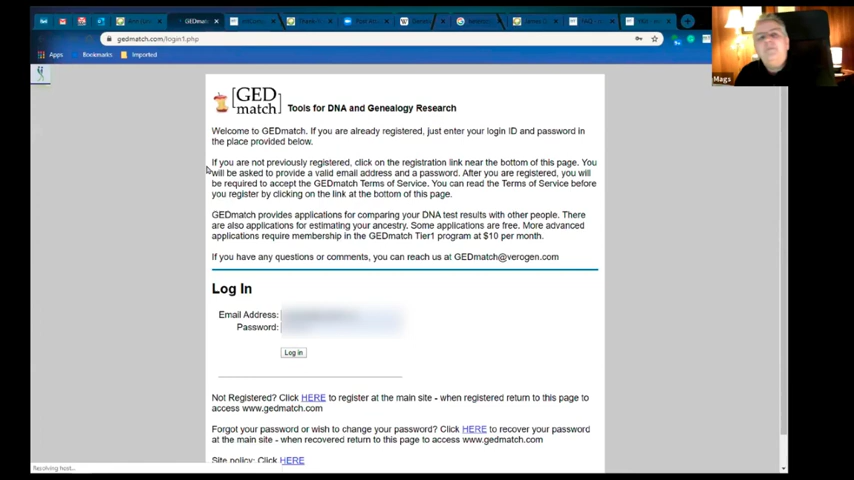 GEDmatch
gedmatch.com/login1.php
Apps Bookmarks Imported
Mags
[GED
match]
Tools for DNA and Genealogy Research
Welcome to GEDmatch. If you are already registered, just enter your login ID and password in
the place provided below.
If you are not previously registered, click on the registration link near the bottom of this page. You
will be asked to provide a valid email address and a password. After you are registered, you will
be required to accept the GEDmatch Terms of Service. You can read the Terms of Service before
you register by clicking on the link at the bottom of this page.
GEDmatch provides applications for comparing your DNA test results with other people. There
are also applications for estimating your ancestry. Some applications are free. More advanced
applications require membership in the GEDmatch Tier1 program at $10 per month.
If you have any questions or comments, you can reach us at GEDmatch@verogen.com
Log In
Email Address:
Password:
Log in
Not Registered? Click HERE to register at the main site - when registered return to this page to
access www.gedmatch.com
Forgot your password or wish to change your password? Click HERE to recover your password
at the main site - when recovered return to this page to access www.gedmatch.com
Site policy: Click HERE
Resolving host...